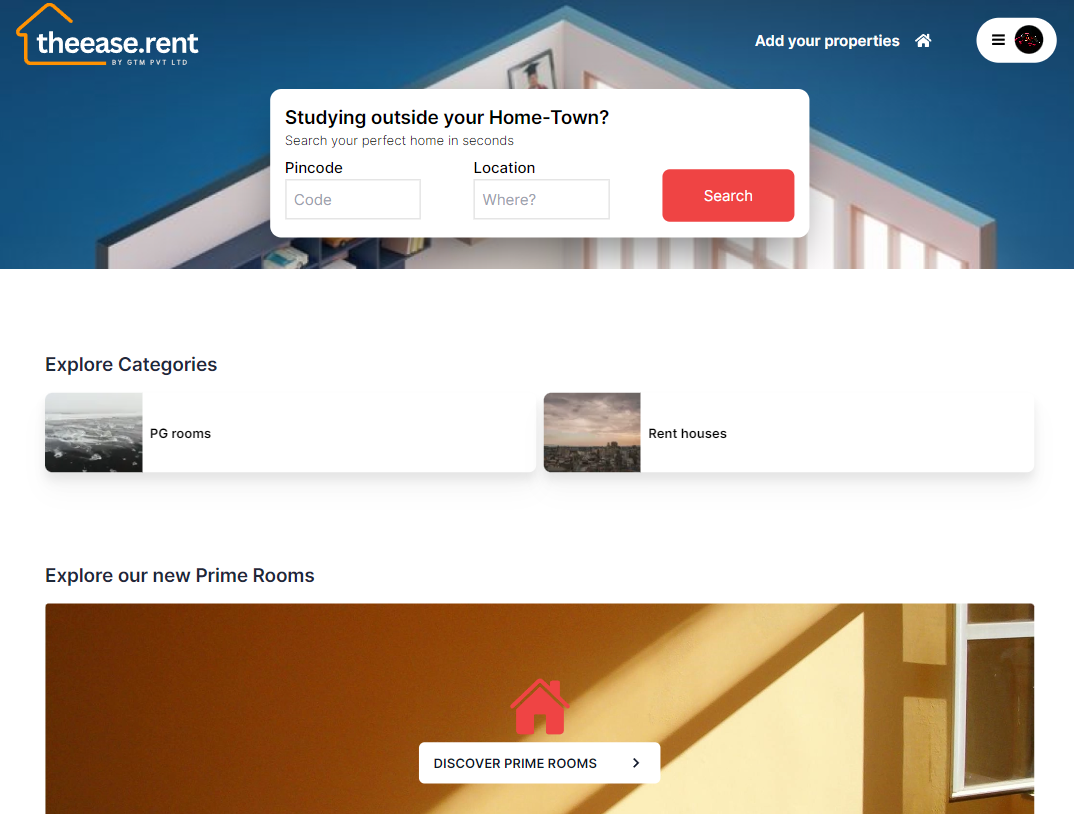 theease.rent
BY GTM PVT LTD
Add your properties
Studying outside your Home-Town?
Search your perfect home in seconds
Pincode
Location
Code
Where?
Search
Explore Categories
PG rooms
Rent houses
Explore our new Prime Rooms
DISCOVER PRIME ROOMS